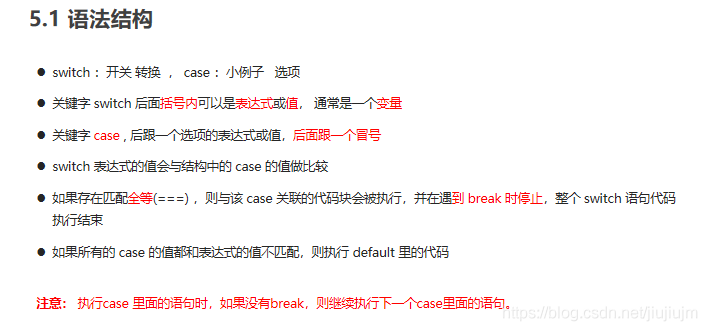 5.1 语法结构
● switch ：开关 转换 ， case ：小例子 选项
● 关键字 switch 后面括号内可以是表达式或值， 通常是一个变量
● 关键字 case , 后跟一个选项的表达式或值，后面跟一个冒号
● switch 表达式的值会与结构中的 case 的值做比较
● 如果存在匹配全等(===) ，则与该 case 关联的代码块会被执行，并在遇到 break 时停止，整个 switch 语句代码
执行结束
● 如果所有的 case 的值都和表达式的值不匹配，则执行 default 里的代码
注意： 执行case 里面的语句时，如果没有break，则继续执行下一个case里面的语句。
https://blog.csdn.net/jiujiujm